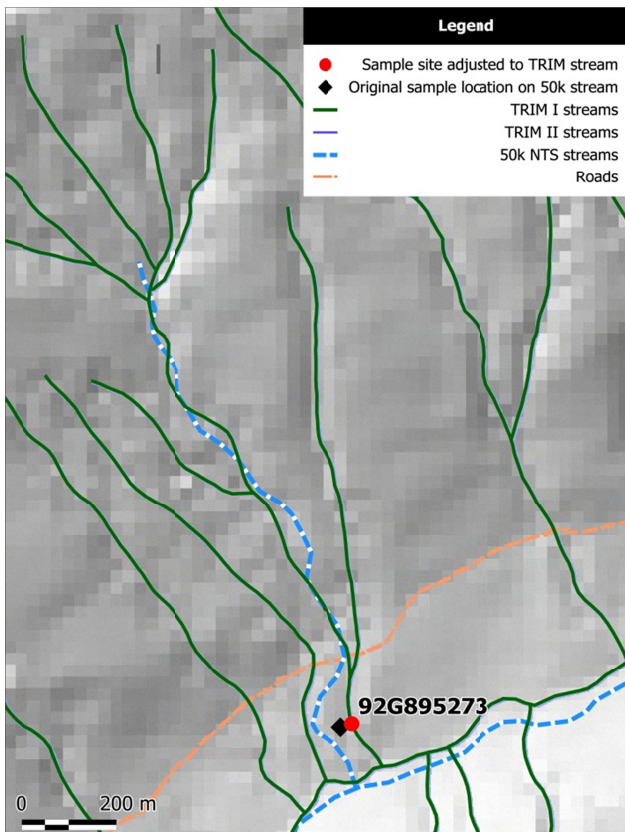 Legend
Sample site adjusted to TRIM stream
Original sample location on 50k stream
TRIM I streams
TRIM II streams
50k NTS streams
Roads
92G895273
0 200 m